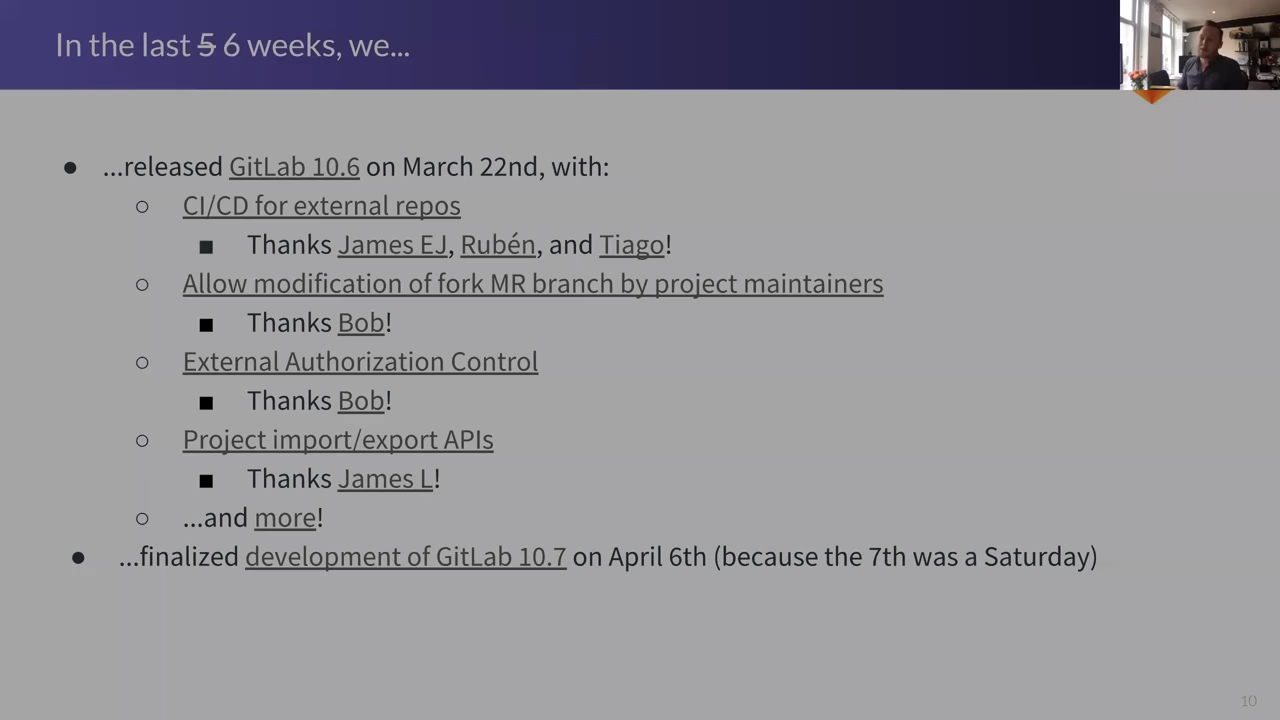 In the last 5 6 weeks, we...
● ...released GitLab 10.6 on March 22nd, with:
○ CI/CD for external repos
■ Thanks James EJ, Rubén, and Tiago!
○ Allow modification of fork MR branch by project maintainers
■ Thanks Bob!
○ External Authorization Control
■ Thanks Bob!
○ Project import/export APIs
■ Thanks James L!
○ ...and more!
● ...finalized development of GitLab 10.7 on April 6th (because the 7th was a Saturday)
10